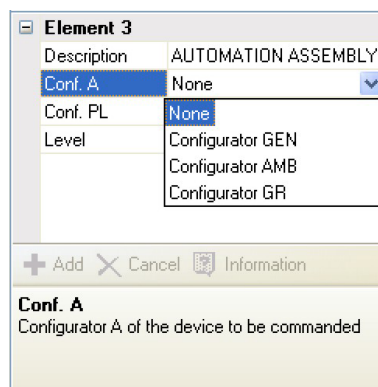 Element 3
Description AUTOMATION ASSEMBLY
Conf. A None
Conf. PL None
Level Configurator GEN
Configurator AMB
Configurator GR
Add Cancel Information
Conf. A
Configurator A of the device to be commanded